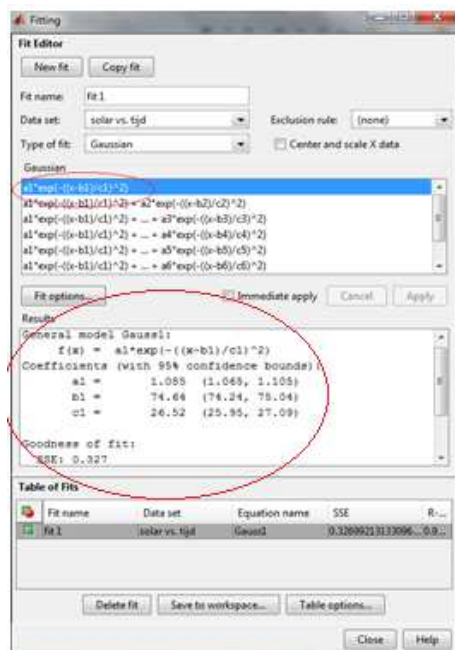 Fitting
Fit Editor
New fit Copy fit
Fit name: fit 1
Data set: solar vs. tijd Exclusion rule: (none)
Type of fit: Gaussian Center and scale X data
Gaussian
a1*exp(-((x-b1)/c1)^2)
a1*exp(-((x-b1)/c1)^2) + a2*exp(-((x-b2)/c2)^2)
a1*exp(-((x-b1)/c1)^2) + ... + a3*exp(-((x-b3)/c3)^2)
a1*exp(-((x-b1)/c1)^2) + ... + a4*exp(-((x-b4)/c4)^2)
a1*exp(-((x-b1)/c1)^2) + ... + a5*exp(-((x-b5)/c5)^2)
a1*exp(-((x-b1)/c1)^2) + ... + a6*exp(-((x-b6)/c6)^2)
Fit options... Immediate apply Cancel Apply
Results
General model Gauss1:
f(x) = a1*exp(-((x-b1)/c1)^2)
Coefficients (with 95% confidence bounds):
a1 = 1.085 (1.065, 1.105)
b1 = 74.64 (74.24, 75.04)
c1 = 26.52 (25.95, 27.09)
Goodness of fit:
SSE: 0.327
Table of Fits
Fit name Data set Equation name SSE R-...
fit 1 solar vs. tijd Gauss1 0.32699213133096... 0.9...
Delete fit Save to workspace... Table options...
Close Help